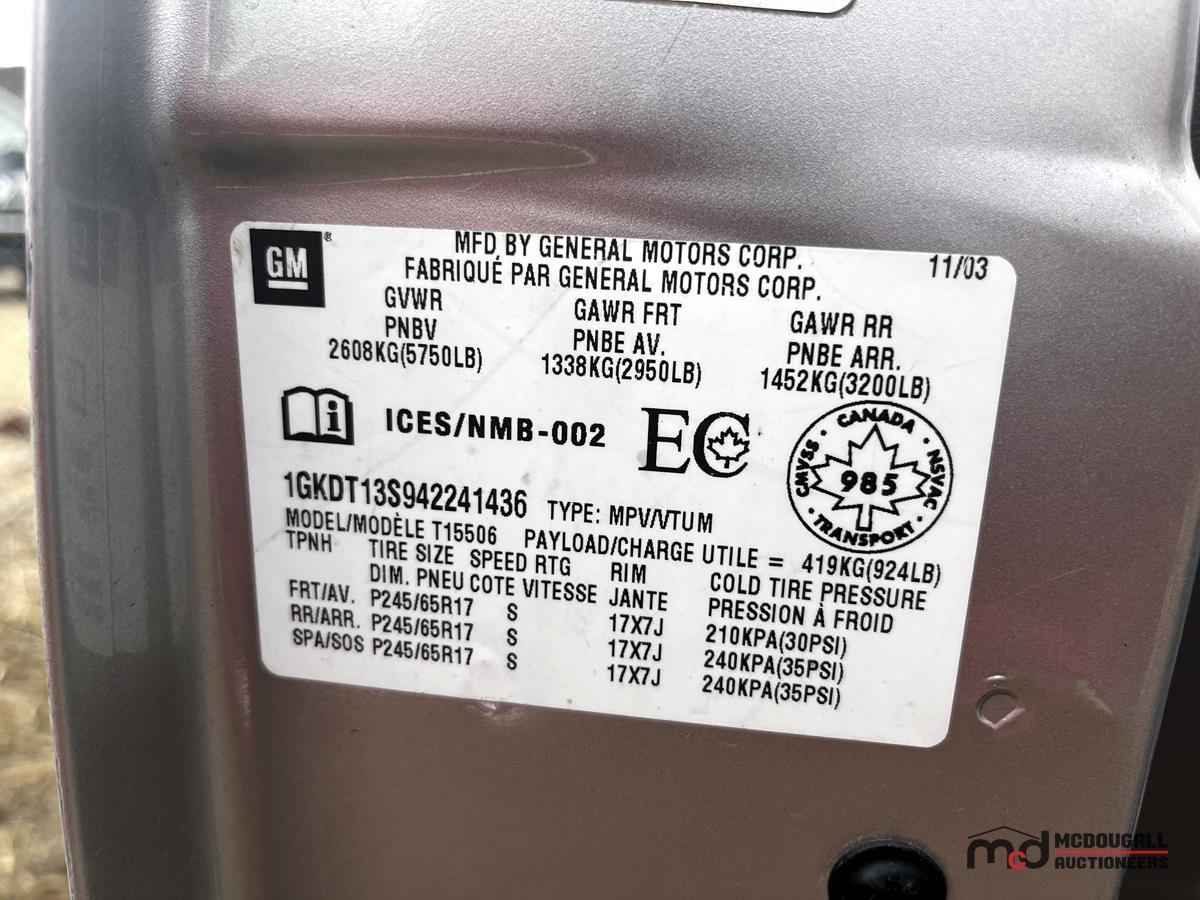 GM®
MFD BY GENERAL MOTORS CORP. 11/03
FABRIQUÉ PAR GENERAL MOTORS CORP.
GVWR GAWR FRT GAWR RR
PNBV PNBE AV. PNBE ARR.
2608KG(5750LB) 1338KG(2950LB) 1452KG(3200LB)
i ICES/NMB-002 EC
CANADA
CMVSS 985 NSVAC
TRANSPORT
1GKDT13S942241436 TYPE: MPV/VTUM
MODEL/MODÈLE T15506 PAYLOAD/CHARGE UTILE = 419KG(924LB)
TPNH TIRE SIZE SPEED RTG RIM COLD TIRE PRESSURE
DIM. PNEU COTE VITESSE JANTE PRESSION À FROID
FRT/AV. P245/65R17 S 17X7J 210KPA(30PSI)
RR/ARR. P245/65R17 S 17X7J 240KPA(35PSI)
SPA/SOS P245/65R17 S 17X7J 240KPA(35PSI)
mcd MCDOUGALL
AUCTIONEERS